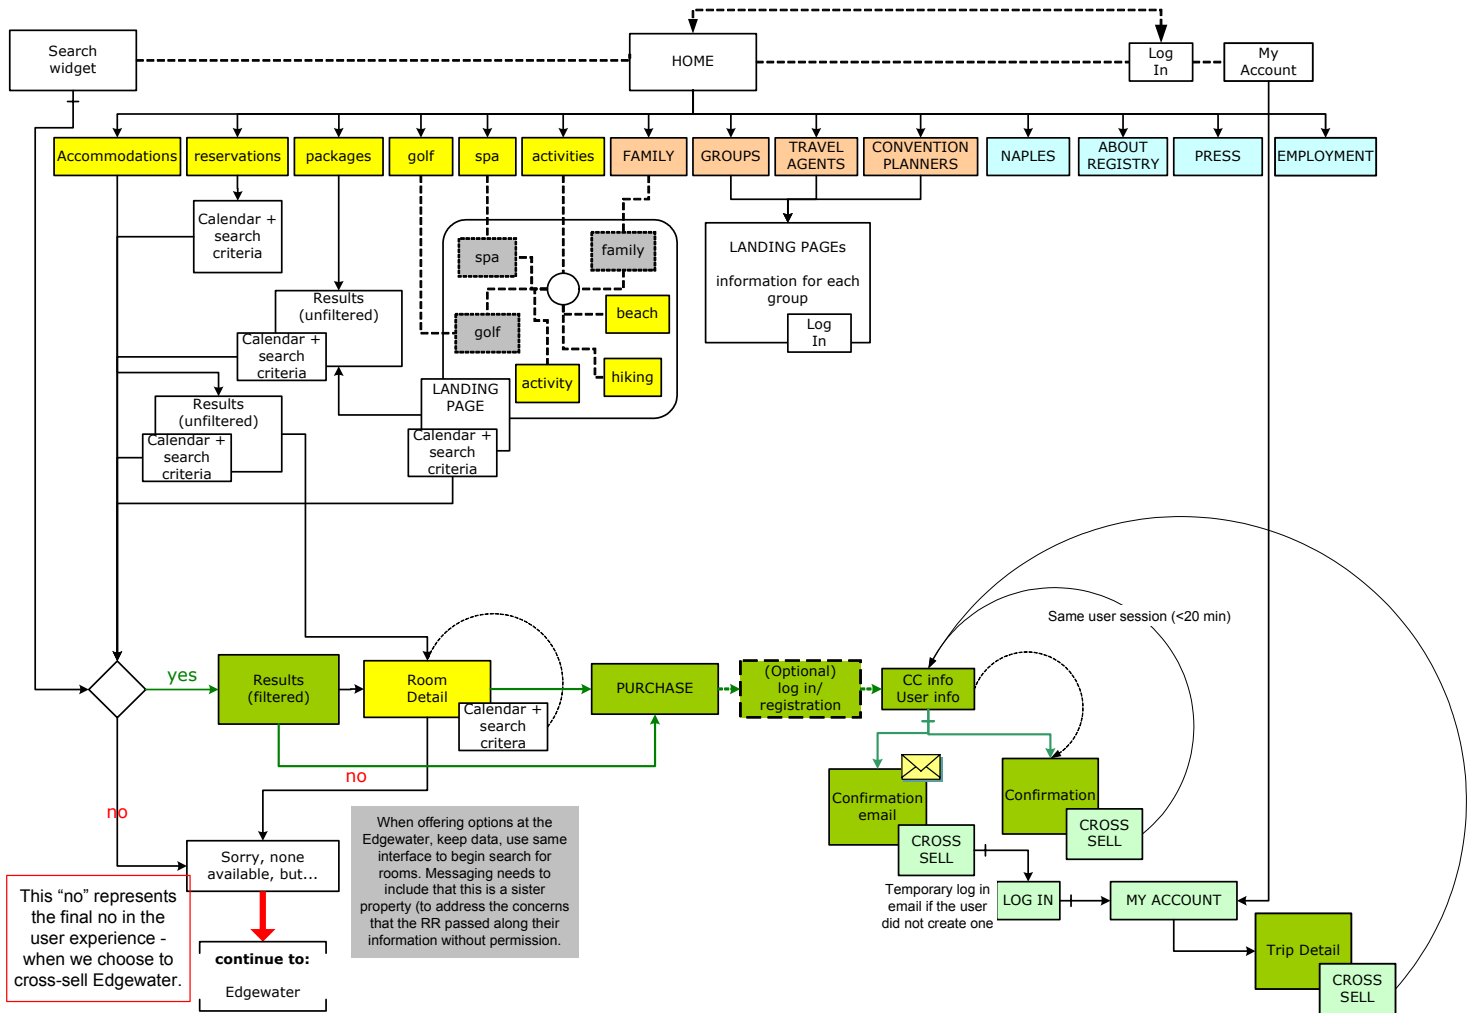 Search
widget
HOME
Log
In
My
Account
Accommodations
reservations
packages
golf
spa
activities
FAMILY
GROUPS
TRAVEL
AGENTS
CONVENTION
PLANNERS
NAPLES
ABOUT
REGISTRY
PRESS
EMPLOYMENT
Calendar +
search
criteria
spa
family
LANDING PAGEs
information for each
group
Log
In
Results
(unfiltered)
Calendar +
search
criteria
golf
beach
activity
hiking
LANDING
PAGE
Calendar +
search
criteria
Results
(unfiltered)
Calendar +
search
criteria
Same user session (<20 min)
yes
Results
(filtered)
Room
Detail
Calendar +
search
critera
PURCHASE
(Optional)
log in/
registration
CC info
User info
no
no
Confirmation
email
CROSS
SELL
Confirmation
CROSS
SELL
When offering options at the
Edgewater, keep data, use same
interface to begin search for
rooms. Messaging needs to
include that this is a sister
property (to address the concerns
that the RR passed along their
information without permission.
Sorry, none
available, but...
This “no” represents
the final no in the
user experience -
when we choose to
cross-sell Edgewater.
continue to:
Edgewater
Temporary log in
email if the user
did not create one
LOG IN
MY ACCOUNT
Trip Detail
CROSS
SELL